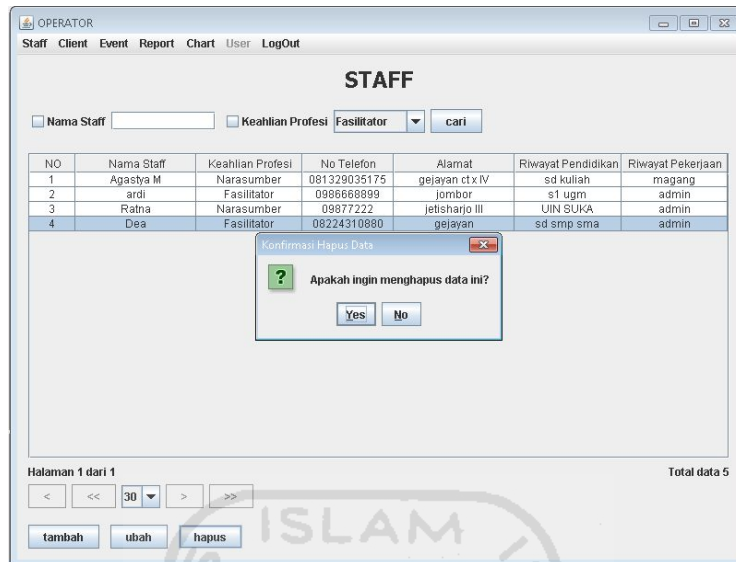 OPERATOR
Staff Client Event Report Chart User LogOut
STAFF
Nama Staff Keahlian Profesi Fasilitator cari
NO Nama Staff Keahlian Profesi No Telefon Alamat Riwayat Pendidikan Riwayat Pekerjaan
1 Agastya M Narasumber 081329035175 gejayan ct x IV sd kuliah magang
2 ardi Fasilitator 0986668899 jombor s1 ugm admin
3 Ratna Narasumber 09877222 jetisharjo III UIN SUKA admin
4 Dea Fasilitator 08224310880 gejayan sd smp sma admin
Konfirmasi Hapus Data
Apakah ingin menghapus data ini?
Yes No
Halaman 1 dari 1 Total data 5
< << 30 > >>
tambah ubah hapus
ISLAM